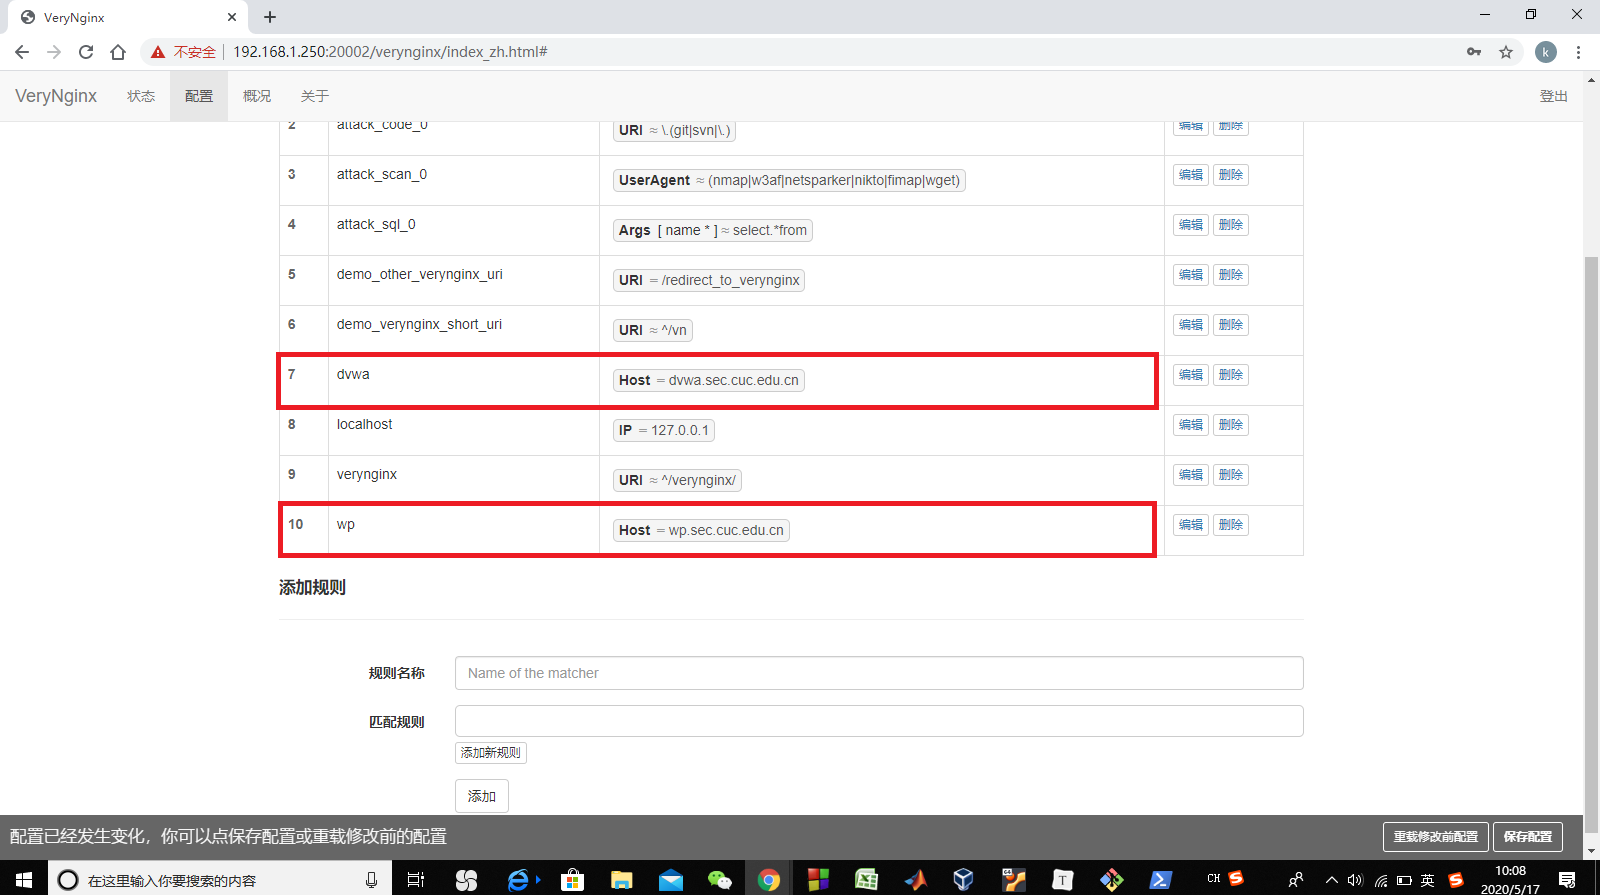 VeryNginx
不安全 192.168.1.250:20002/verynginx/index_zh.html# k
VeryNginx 状态 配置 概况 关于 登出
2 attack_code_0 URI ≈ \.(git|svn|\.) 编辑 删除
3 attack_scan_0 UserAgent ≈ (nmap|w3af|netsparker|nikto|fimap|wget) 编辑 删除
4 attack_sql_0 Args [ name * ] ≈ select.*from 编辑 删除
5 demo_other_verynginx_uri URI = /redirect_to_verynginx 编辑 删除
6 demo_verynginx_short_uri URI ≈ ^/vn 编辑 删除
7 dvwa Host = dvwa.sec.cuc.edu.cn 编辑 删除
8 localhost IP = 127.0.0.1 编辑 删除
9 verynginx URI ≈ ^/verynginx/ 编辑 删除
10 wp Host = wp.sec.cuc.edu.cn 编辑 删除
添加规则
规则名称 Name of the matcher
匹配规则
添加新规则
添加
配置已经发生变化，你可以点保存配置或重载修改前的配置 重载修改前配置 保存配置
在这里输入你要搜索的内容 CH 英 10:08
2020/5/17